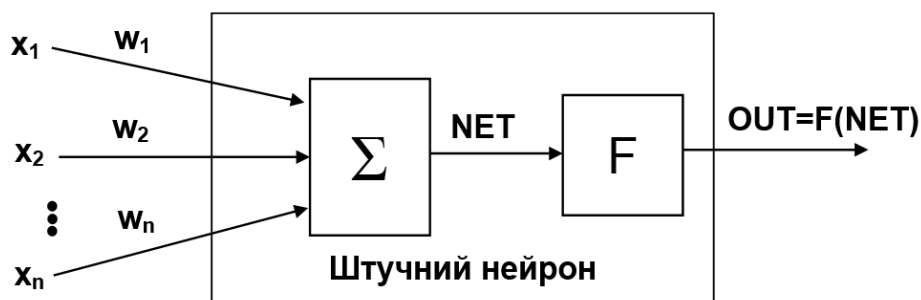 x₁ w₁
w₂ NET OUT=F(NET)
x₂ Σ F
wₙ
xₙ Штучний нейрон